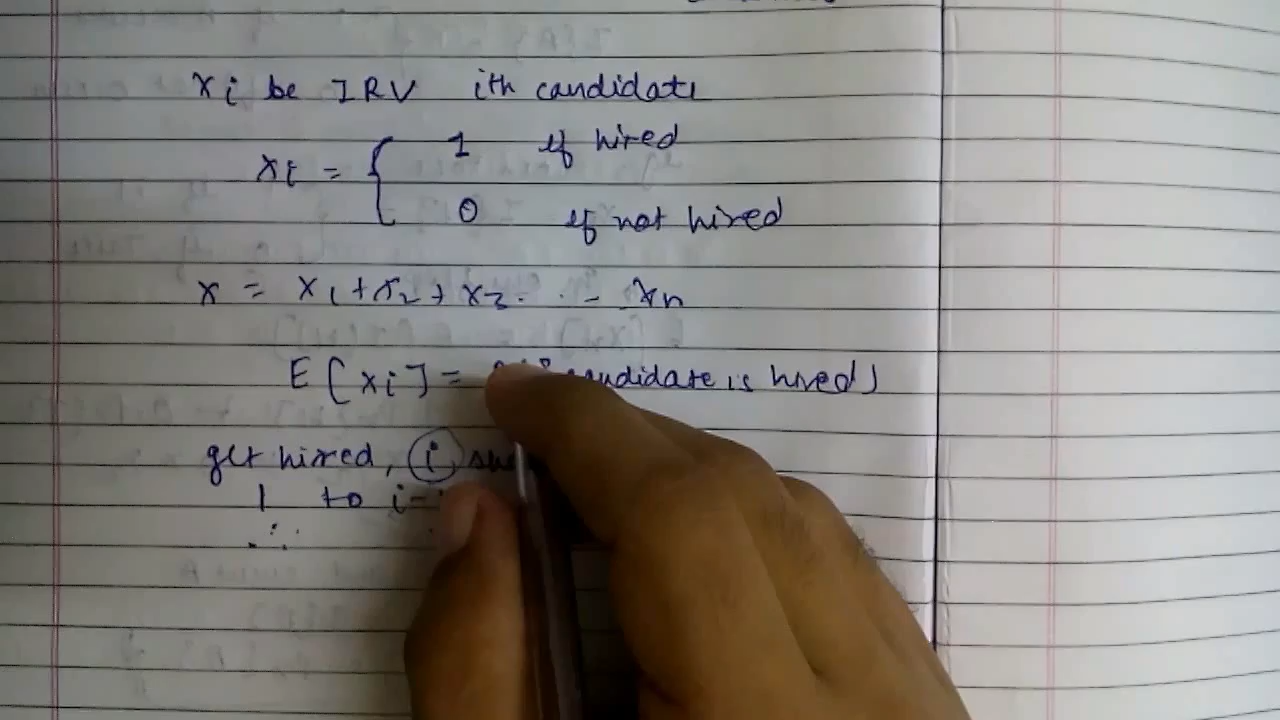 xi be IRV ith candidate
xi = { 1 if hired
0 if not hired
x = x1 + x2 + x3. . - xn
E[xi] = candidate is hired)
get hired, i
1 to i-
∴